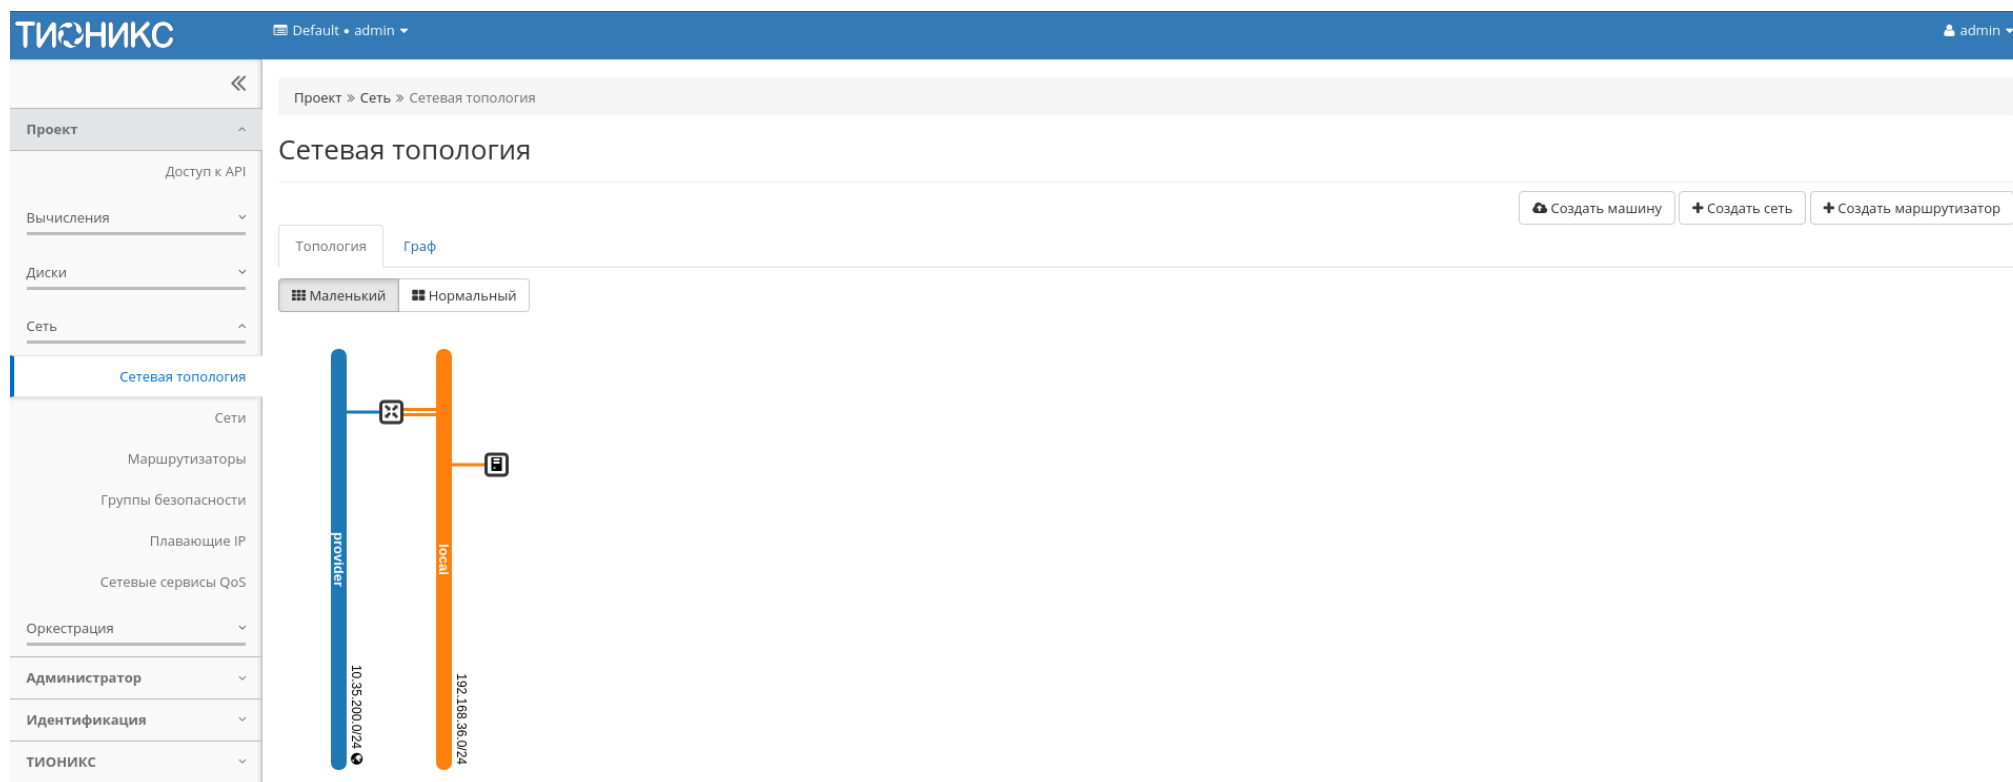 ТИОНИКС
Default • admin
admin
Проект
Доступ к API
Вычисления
Диски
Сеть
Сетевая топология
Сети
Маршрутизаторы
Группы безопасности
Плавающие IP
Сетевые сервисы QoS
Оркестрация
Администратор
Идентификация
ТИОНИКС
Проект » Сеть » Сетевая топология
Сетевая топология
Создать машину
+ Создать сеть
+ Создать маршрутизатор
Топология
Граф
Маленький
Нормальный
provider
10.35.200.0/24
local
192.168.36.0/24